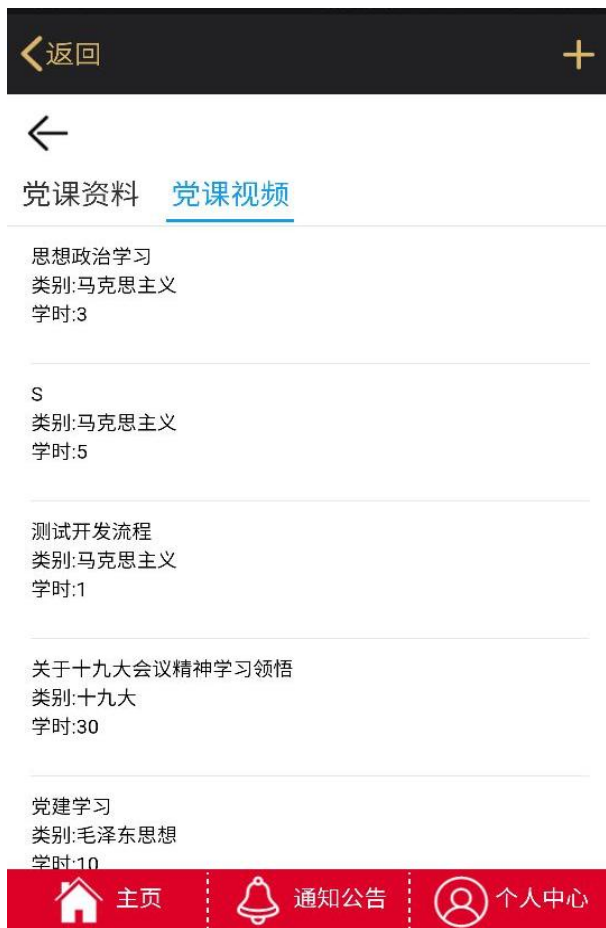 返回
党课资料 党课视频
思想政治学习
类别:马克思主义
学时:3
S
类别:马克思主义
学时:5
测试开发流程
类别:马克思主义
学时:1
关于十九大会议精神学习领悟
类别:十九大
学时:30
党建学习
类别:毛泽东思想
学时:10
主页 通知公告 个人中心